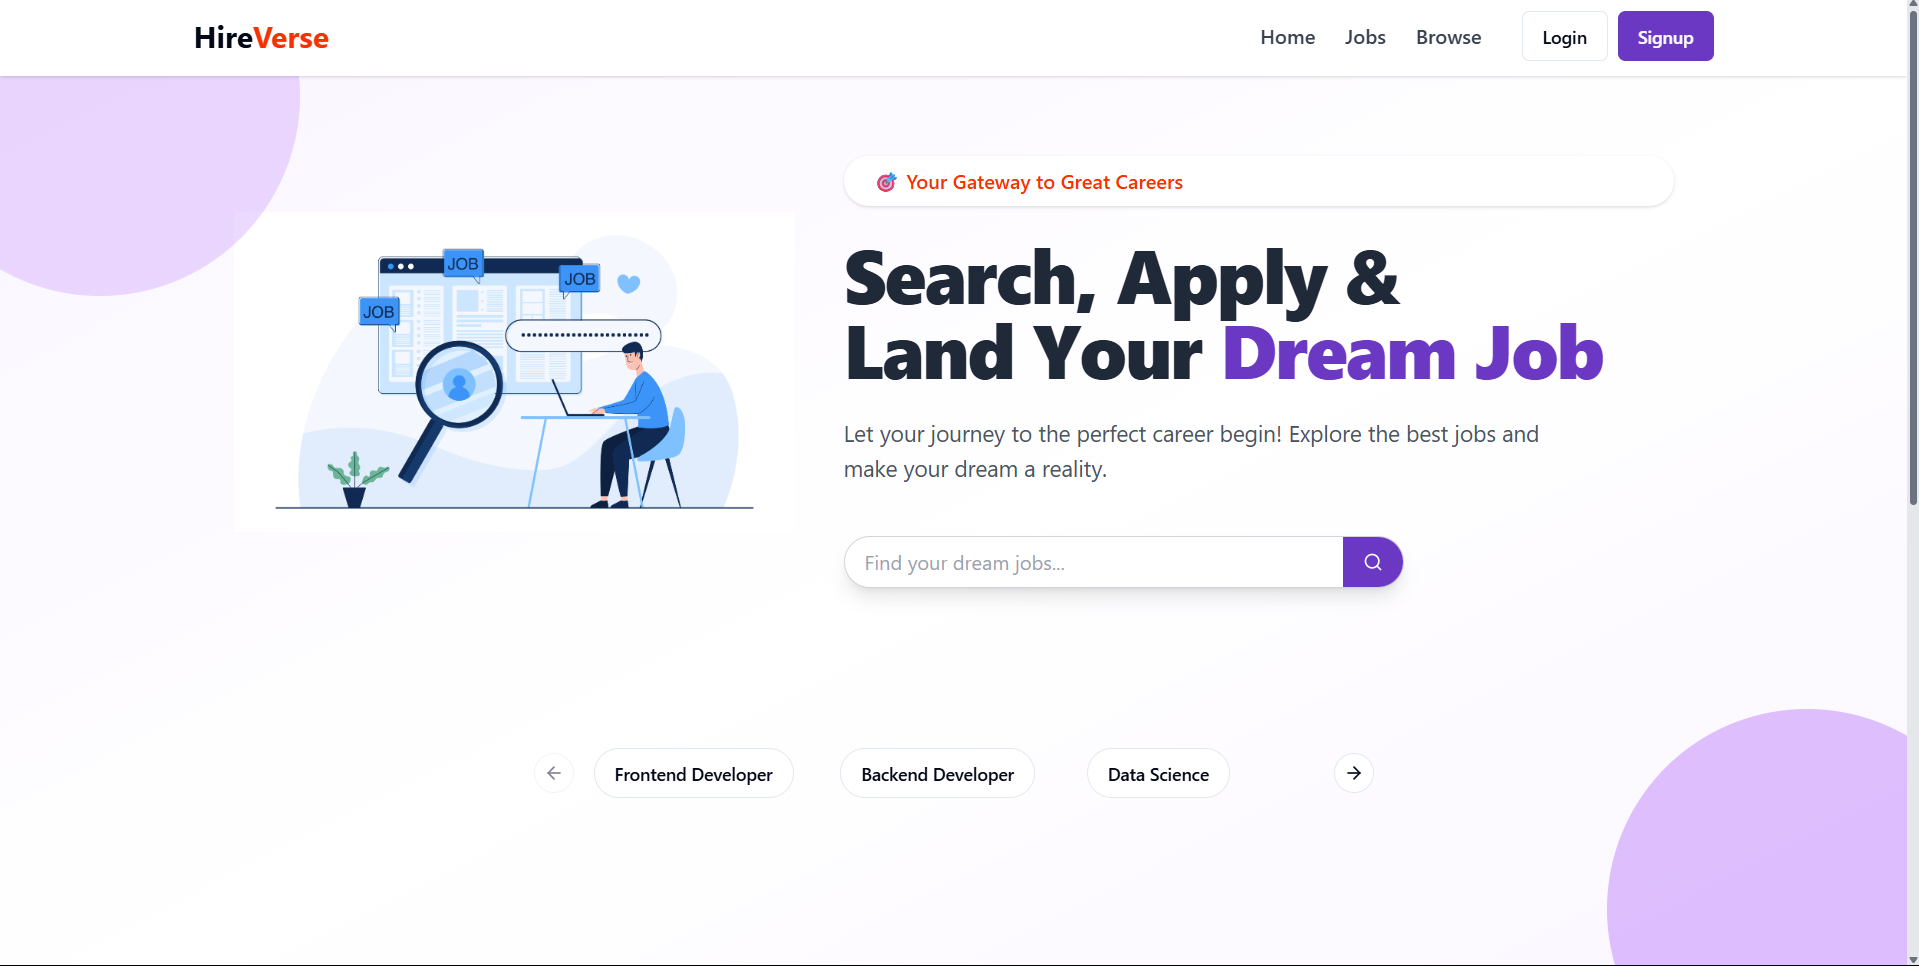 HireVerse
Home Jobs Browse Login Signup
🎯 Your Gateway to Great Careers
JOB
JOB
JOB
Search, Apply &
Land Your Dream Job
Let your journey to the perfect career begin! Explore the best jobs and
make your dream a reality.
Find your dream jobs...
Frontend Developer Backend Developer Data Science